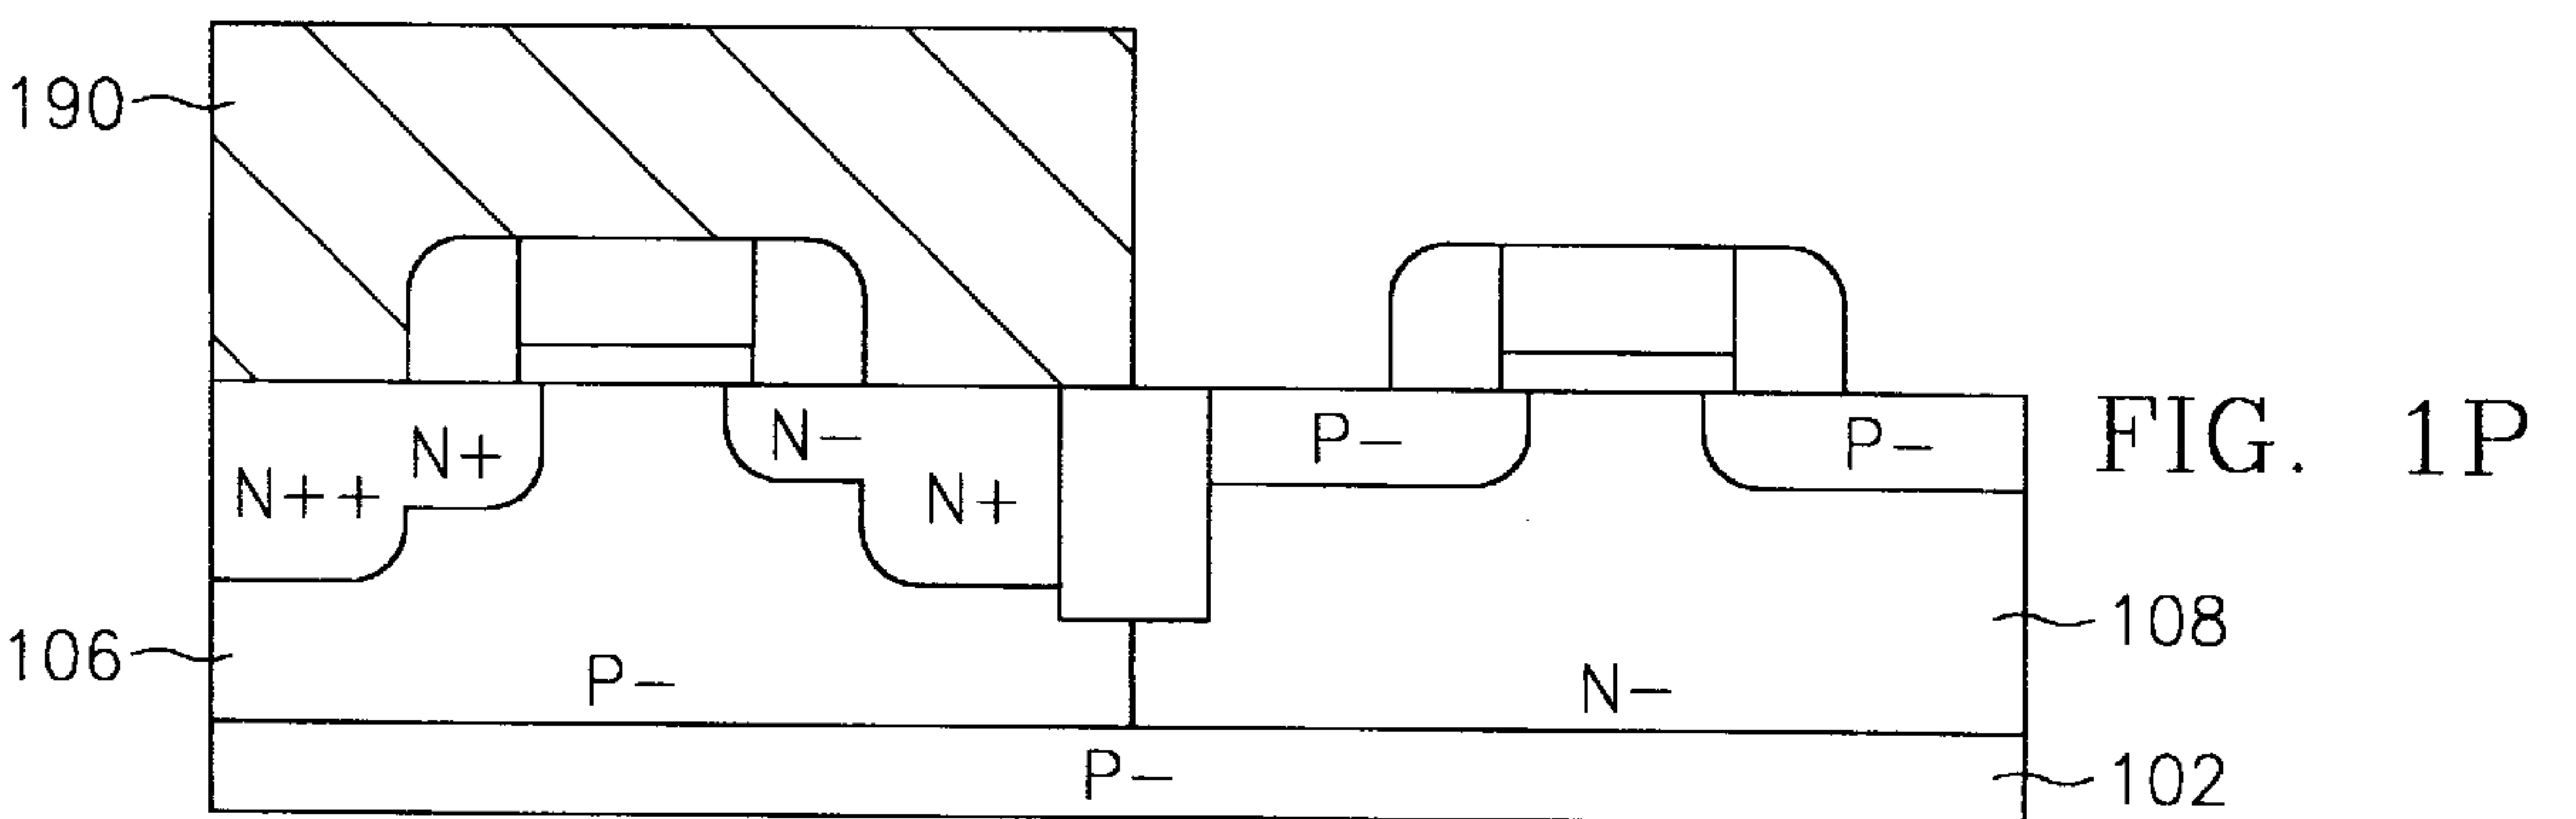 190
N++ N+ N- N+ P- P- FIG. 1P
106 P- N- 108
P- 102